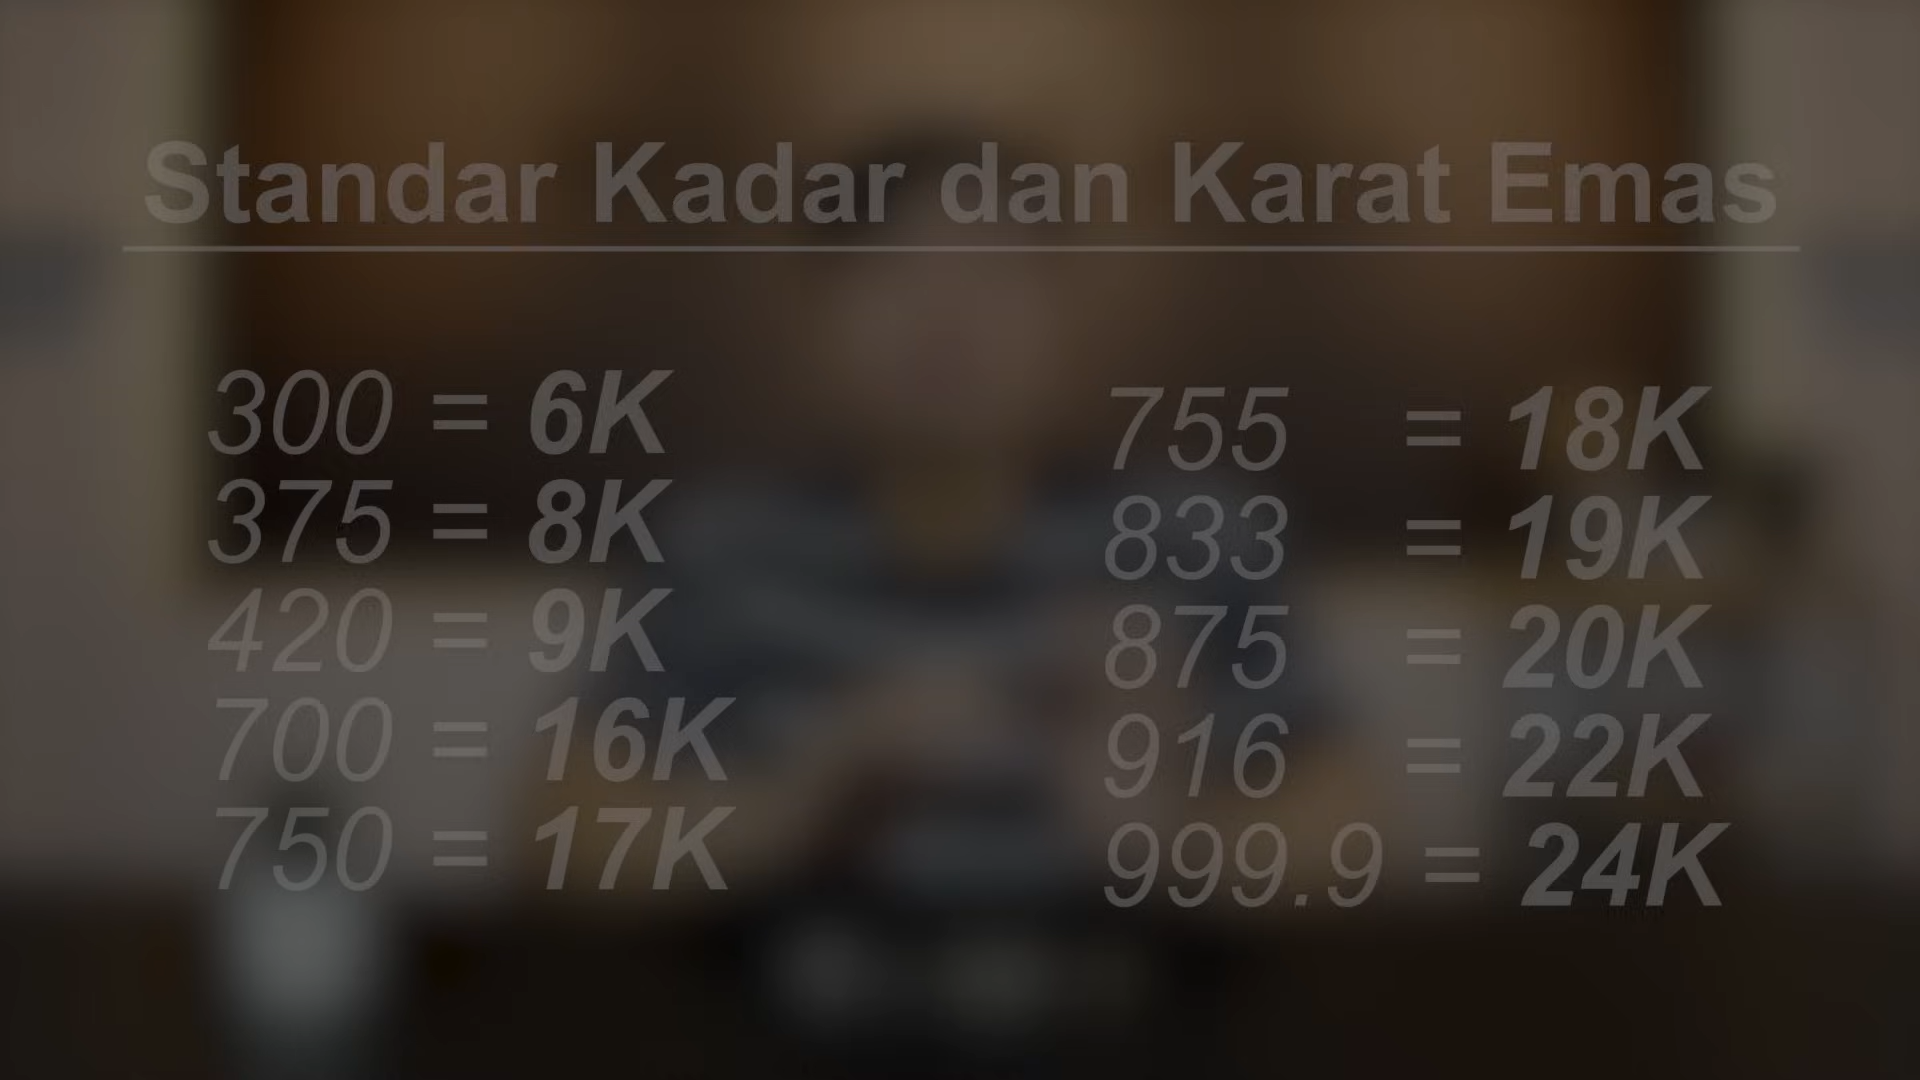 Standar Kadar dan Karat Emas
300 = 6K
375 = 8K
420 = 9K
700 = 16K
750 = 17K
755 = 18K
833 = 19K
875 = 20K
916 = 22K
999.9 = 24K